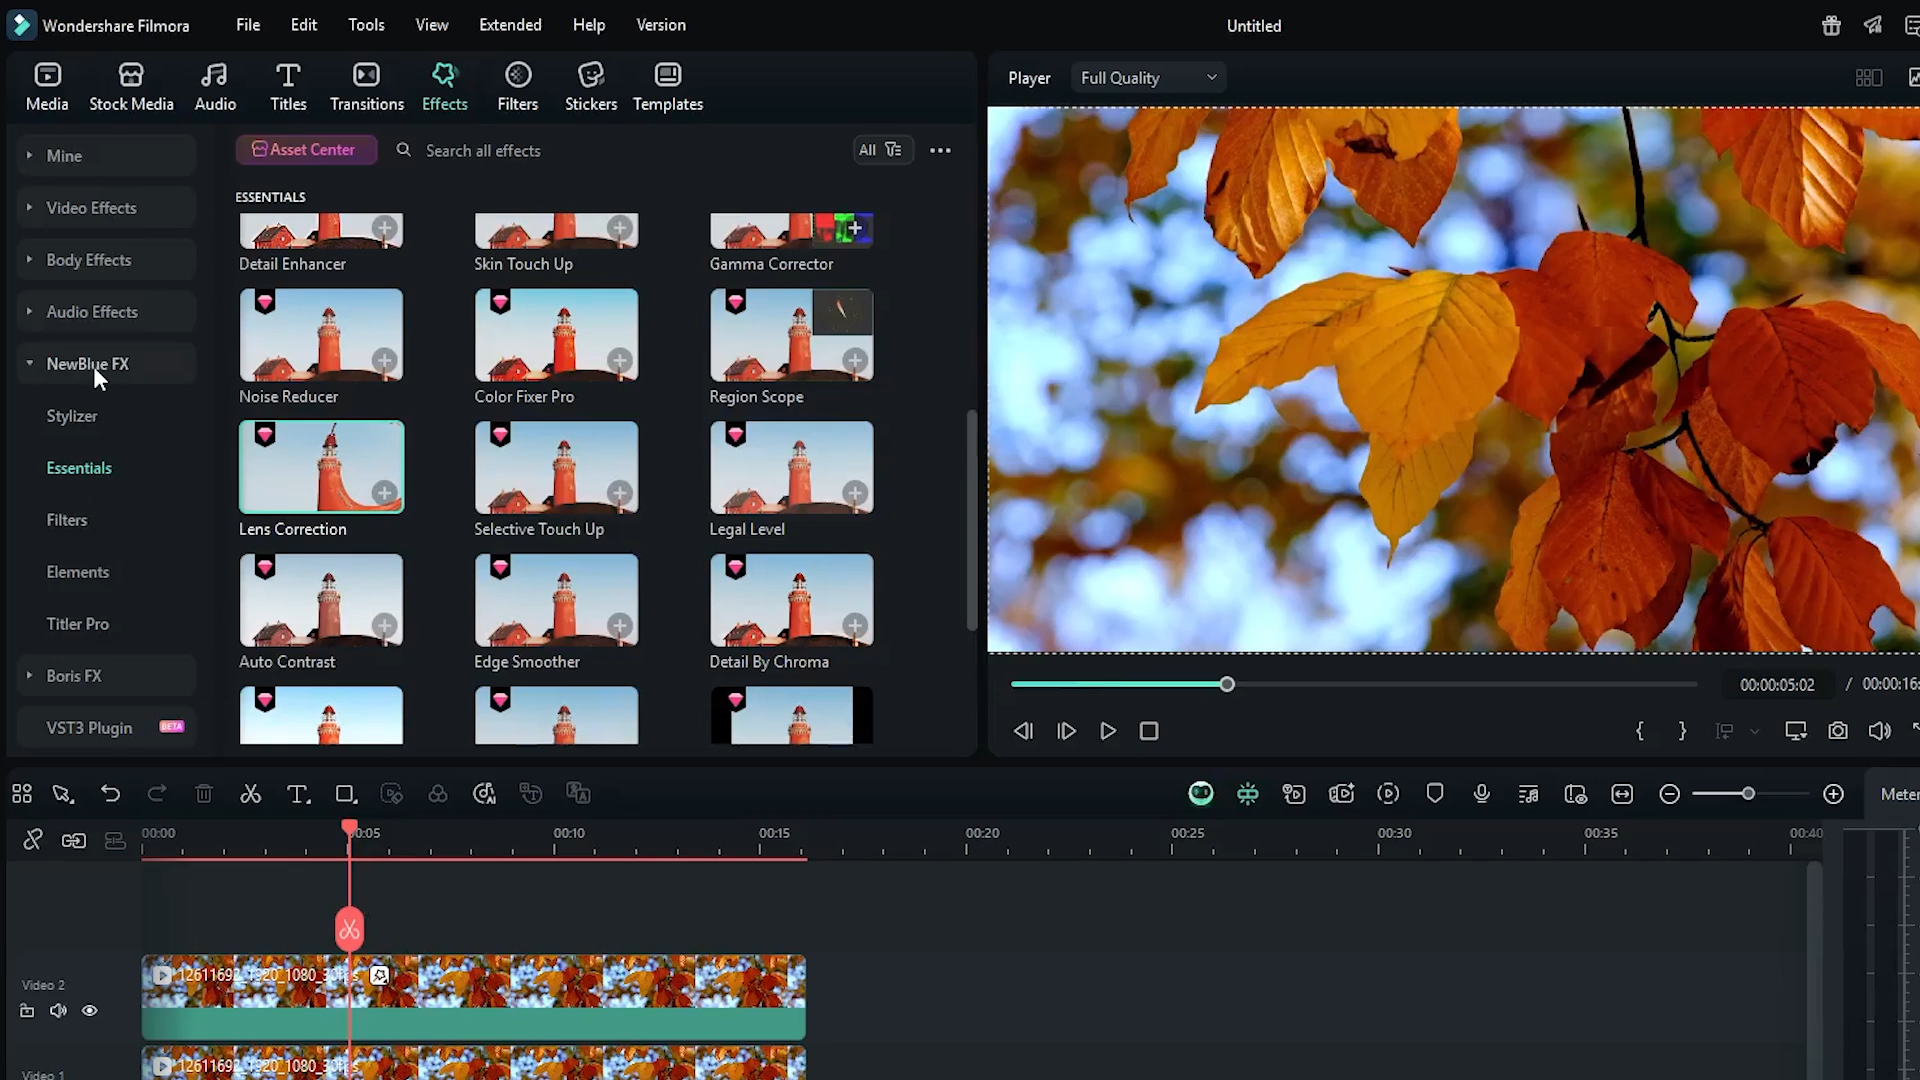 Wondershare Filmora File Edit Tools View Extended Help Version Untitled
Media Stock Media Audio Titles Transitions Effects Filters Stickers Templates
Player Full Quality
Mine
Video Effects
Body Effects
Audio Effects
NewBlue FX
Stylizer
Essentials
Filters
Elements
Titler Pro
Boris FX
VST3 Plugin BETA
Asset Center Search all effects All
ESSENTIALS
Detail Enhancer Skin Touch Up Gamma Corrector
Noise Reducer Color Fixer Pro Region Scope
Lens Correction Selective Touch Up Legal Level
Auto Contrast Edge Smoother Detail By Chroma
00:00:05:02 / 00:00:16:
Meter
00:00 00:05 00:10 00:15 00:20 00:25 00:30 00:35 00:40
Video 2
12611692_1920_1080_30f
Video 1
12611692_1920_1080_30f